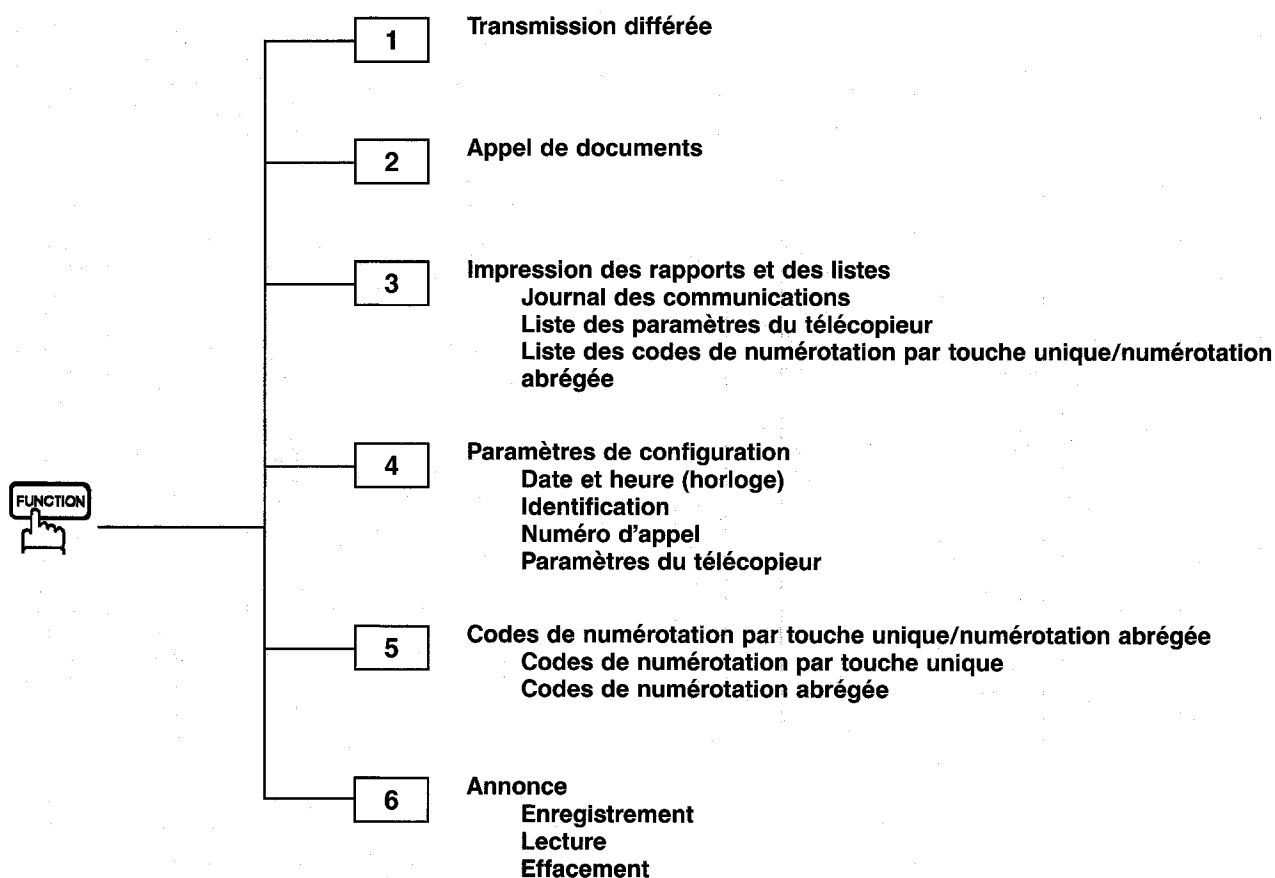 1 Transmission différée
2 Appel de documents
3 Impression des rapports et des listes
Journal des communications
Liste des paramètres du télécopieur
Liste des codes de numérotation par touche unique/numérotation
abrégée
4 Paramètres de configuration
Date et heure (horloge)
Identification
Numéro d'appel
Paramètres du télécopieur
FUNCTION
5 Codes de numérotation par touche unique/numérotation abrégée
Codes de numérotation par touche unique
Codes de numérotation abrégée
6 Annonce
Enregistrement
Lecture
Effacement